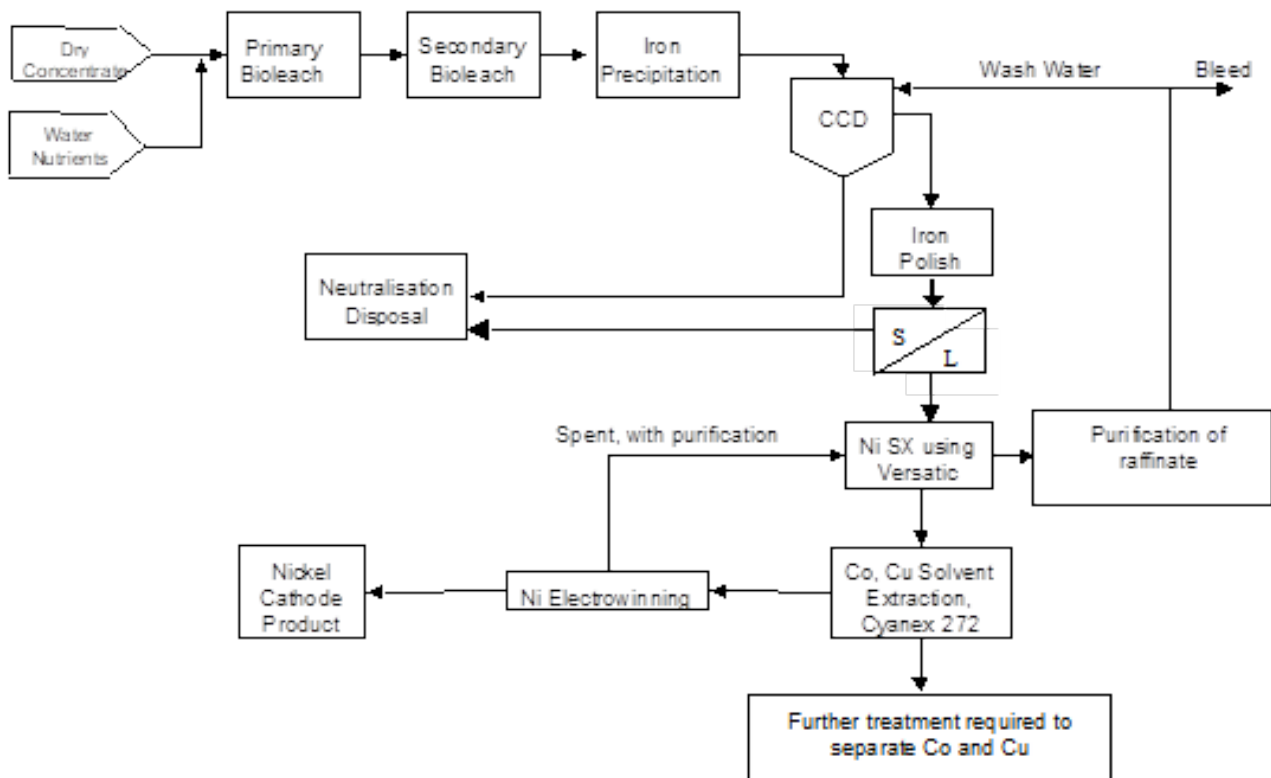 Dry
Concentrate
Primary
Bioleach
Secondary
Bioleach
Iron
Precipitation
Wash Water
Bleed
Water
Nutrients
CCD
Iron
Polish
Neutralisation
Disposal
S
L
Spent, with purification
Ni SX using
Versatic
Purification of
raffinate
Nickel
Cathode
Product
Ni Electrowinning
Co, Cu Solvent
Extraction,
Cyanex 272
Further treatment required to
separate Co and Cu